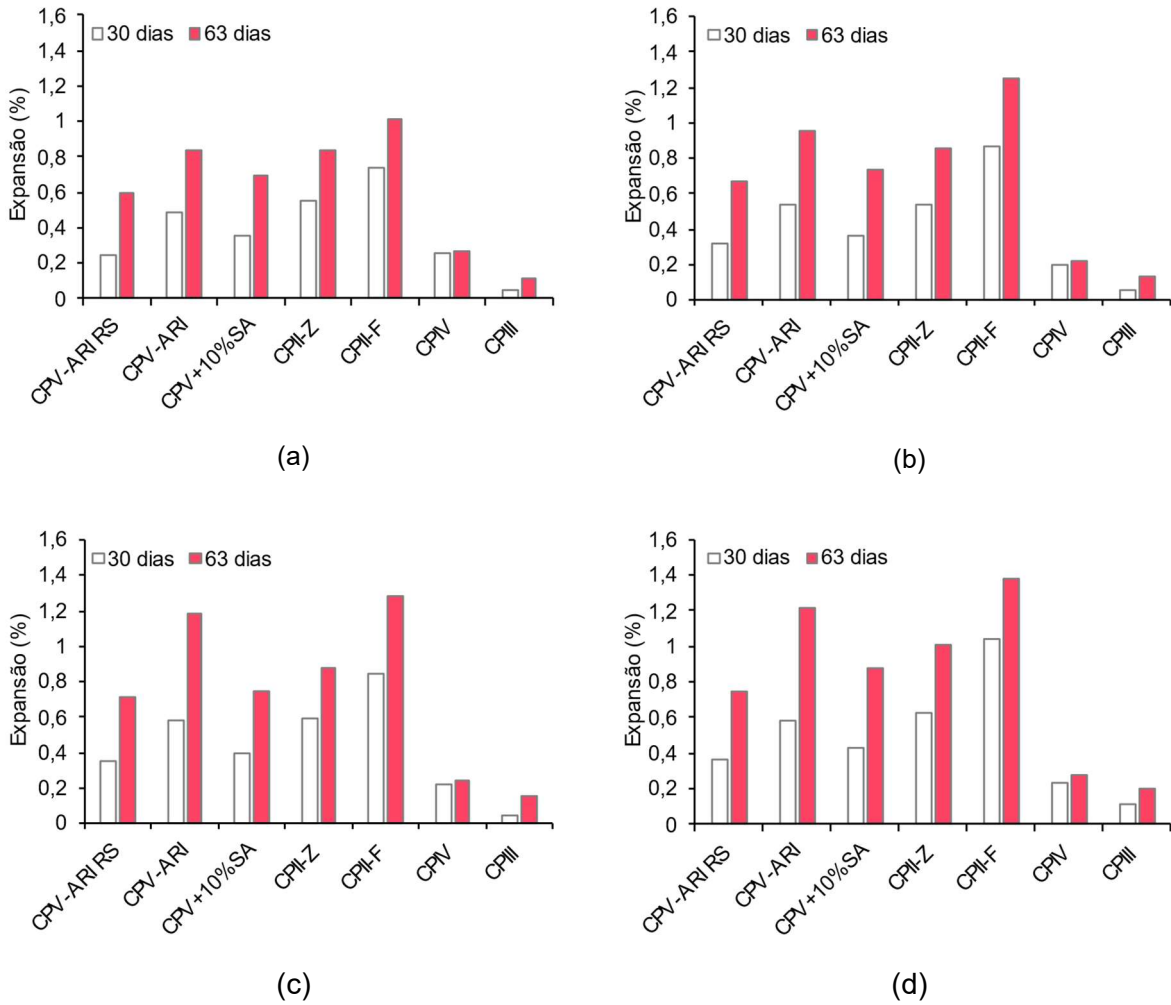 1,6
1,4
1,2
1
0,8
0,6
0,4
0,2
0
Expansão (%)
30 dias 63 dias
CPV-ARI RS
CPV-ARI
CPV+10%SA
CPII-Z
CPII-F
CPIV
CPIII
(a)
1,6
1,4
1,2
1
0,8
0,6
0,4
0,2
0
Expansão (%)
30 dias 63 dias
CPV-ARI RS
CPV-ARI
CPV+10%SA
CPII-Z
CPII-F
CPIV
CPIII
(b)
1,6
1,4
1,2
1
0,8
0,6
0,4
0,2
0
Expansão (%)
30 dias 63 dias
CPV-ARI RS
CPV-ARI
CPV+10%SA
CPII-Z
CPII-F
CPIV
CPIII
(c)
1,6
1,4
1,2
1
0,8
0,6
0,4
0,2
0
Expansão (%)
30 dias 63 dias
CPV-ARI RS
CPV-ARI
CPV+10%SA
CPII-Z
CPII-F
CPIV
CPIII
(d)